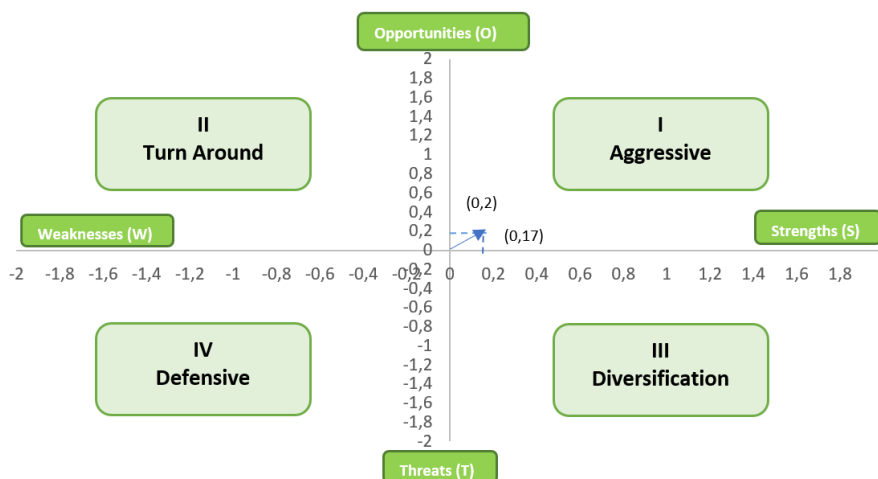 Opportunities (O)
2
1,8
1,6
1,4
1,2
1
0,8
0,6
0,4
0,2
0
-0,2
-0,4
-0,6
-0,8
-1
-1,2
-1,4
-1,6
-1,8
-2
II
Turn Around
I
Aggressive
(0,2)
(0,17)
Weaknesses (W)
Strengths (S)
-2 -1,8 -1,6 -1,4 -1,2 -1 -0,8 -0,6 -0,4 -0,2 0 0,2 0,4 0,6 0,8 1 1,2 1,4 1,6 1,8
IV
Defensive
III
Diversification
Threats (T)